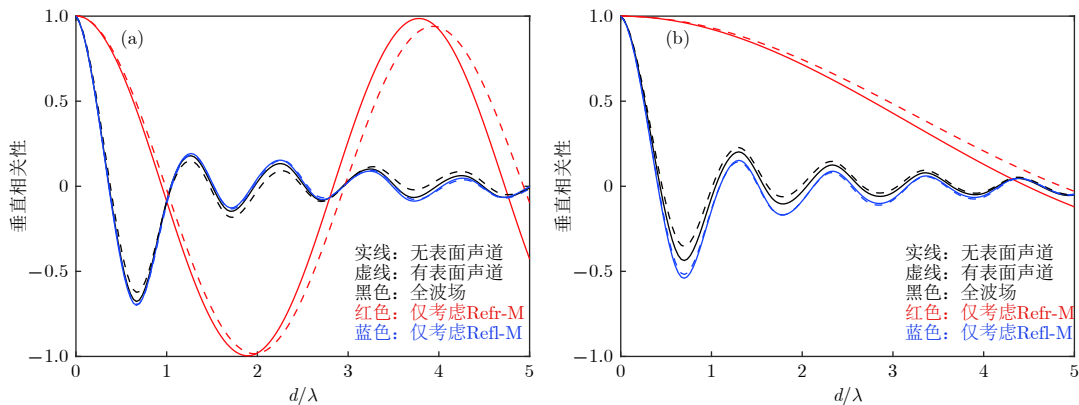 (a)
1.0
0.5
0
−0.5
−1.0
垂直相关性
实线：无表面声道
虚线：有表面声道
黑色：全波场
红色：仅考虑Refr-M
蓝色：仅考虑Refl-M
0 1 2 3 4 5
d/λ
(b)
1.0
0.5
0
−0.5
−1.0
垂直相关性
实线：无表面声道
虚线：有表面声道
黑色：全波场
红色：仅考虑Refr-M
蓝色：仅考虑Refl-M
0 1 2 3 4 5
d/λ